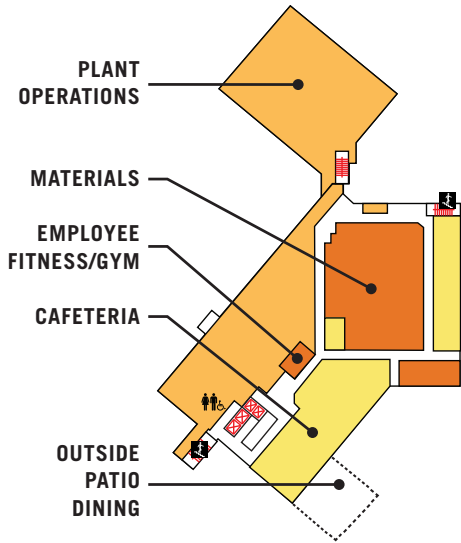 PLANT
OPERATIONS
MATERIALS
EMPLOYEE
FITNESS/GYM
CAFETERIA
OUTSIDE
PATIO
DINING